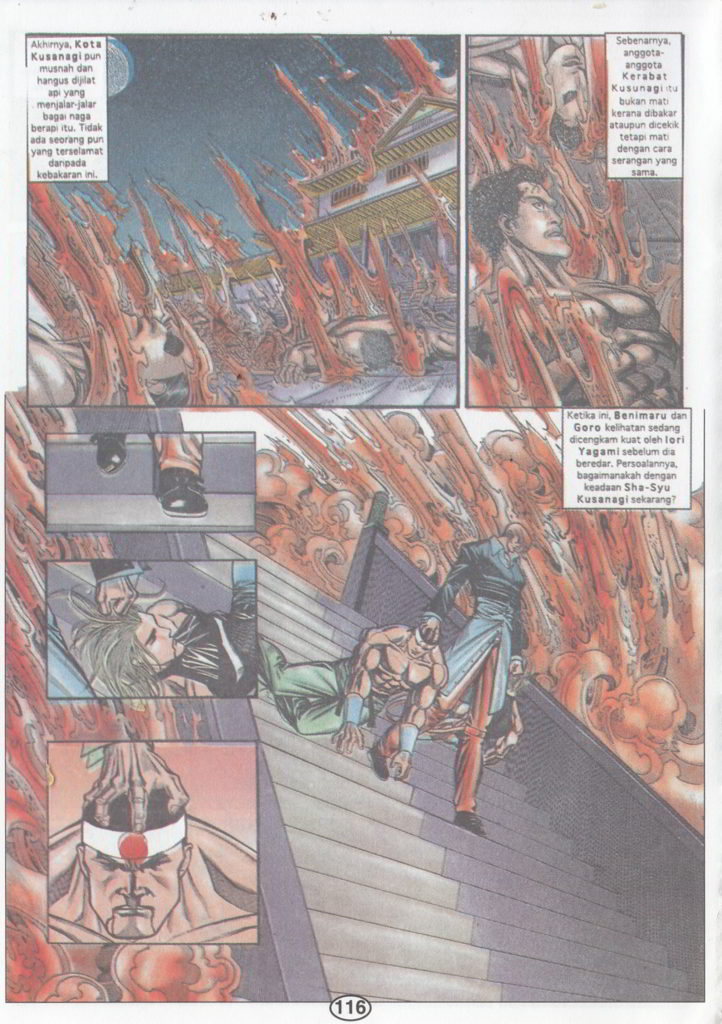 Akhirnya, Kota
Kusanagi pun
musnah dan
hangus dijilat
api yang
menjalar-jalar
bagai naga
berapi itu. Tidak
ada seorang pun
yang terselamat
daripada
kebakaran ini.
Sebenarnya,
anggota-
anggota
Kerabat
Kusunagi itu
bukan mati
kerana dibakar
ataupun dicekik
tetapi mati
dengan cara
serangan yang
sama.
Ketika ini, Benimaru dan
Goro kelihatan sedang
dicengkam kuat oleh Iori
Yagami sebelum dia
beredar. Persoalannya,
bagaimanakah dengan
keadaan Sha-Syu
Kusanagi sekarang?
116